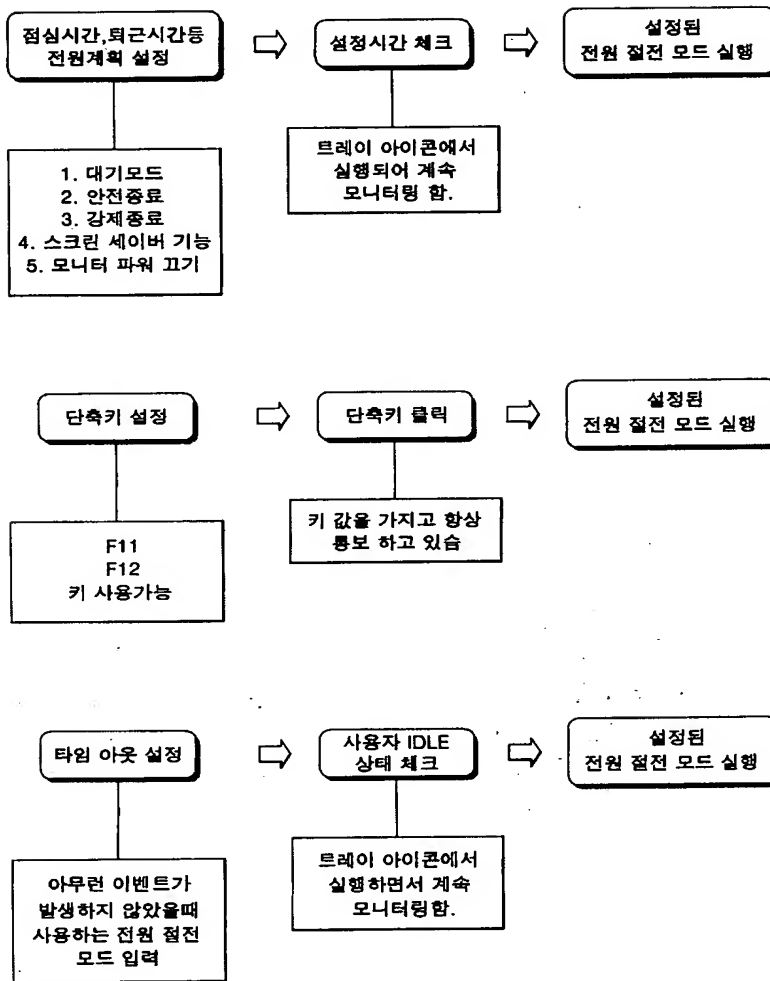 점심시간,퇴근시간등
전원계획 설정
설정시간 체크
설정된
전원 절전 모드 실행
1. 대기모드
2. 안전종료
3. 강제종료
4. 스크린 세이버 기능
5. 모니터 파워 끄기
트레이 아이콘에서
실행되어 계속
모니터링 함.
단축키 설정
단축키 클릭
설정된
전원 절전 모드 실행
F11
F12
키 사용가능
키 값을 가지고 항상
통보 하고 있슴
타임 아웃 설정
사용자 IDLE
상태 체크
설정된
전원 절전 모드 실행
아무런 이벤트가
발생하지 않았을때
사용하는 전원 절전
모드 입력
트레이 아이콘에서
실행하면서 계속
모니터링함.